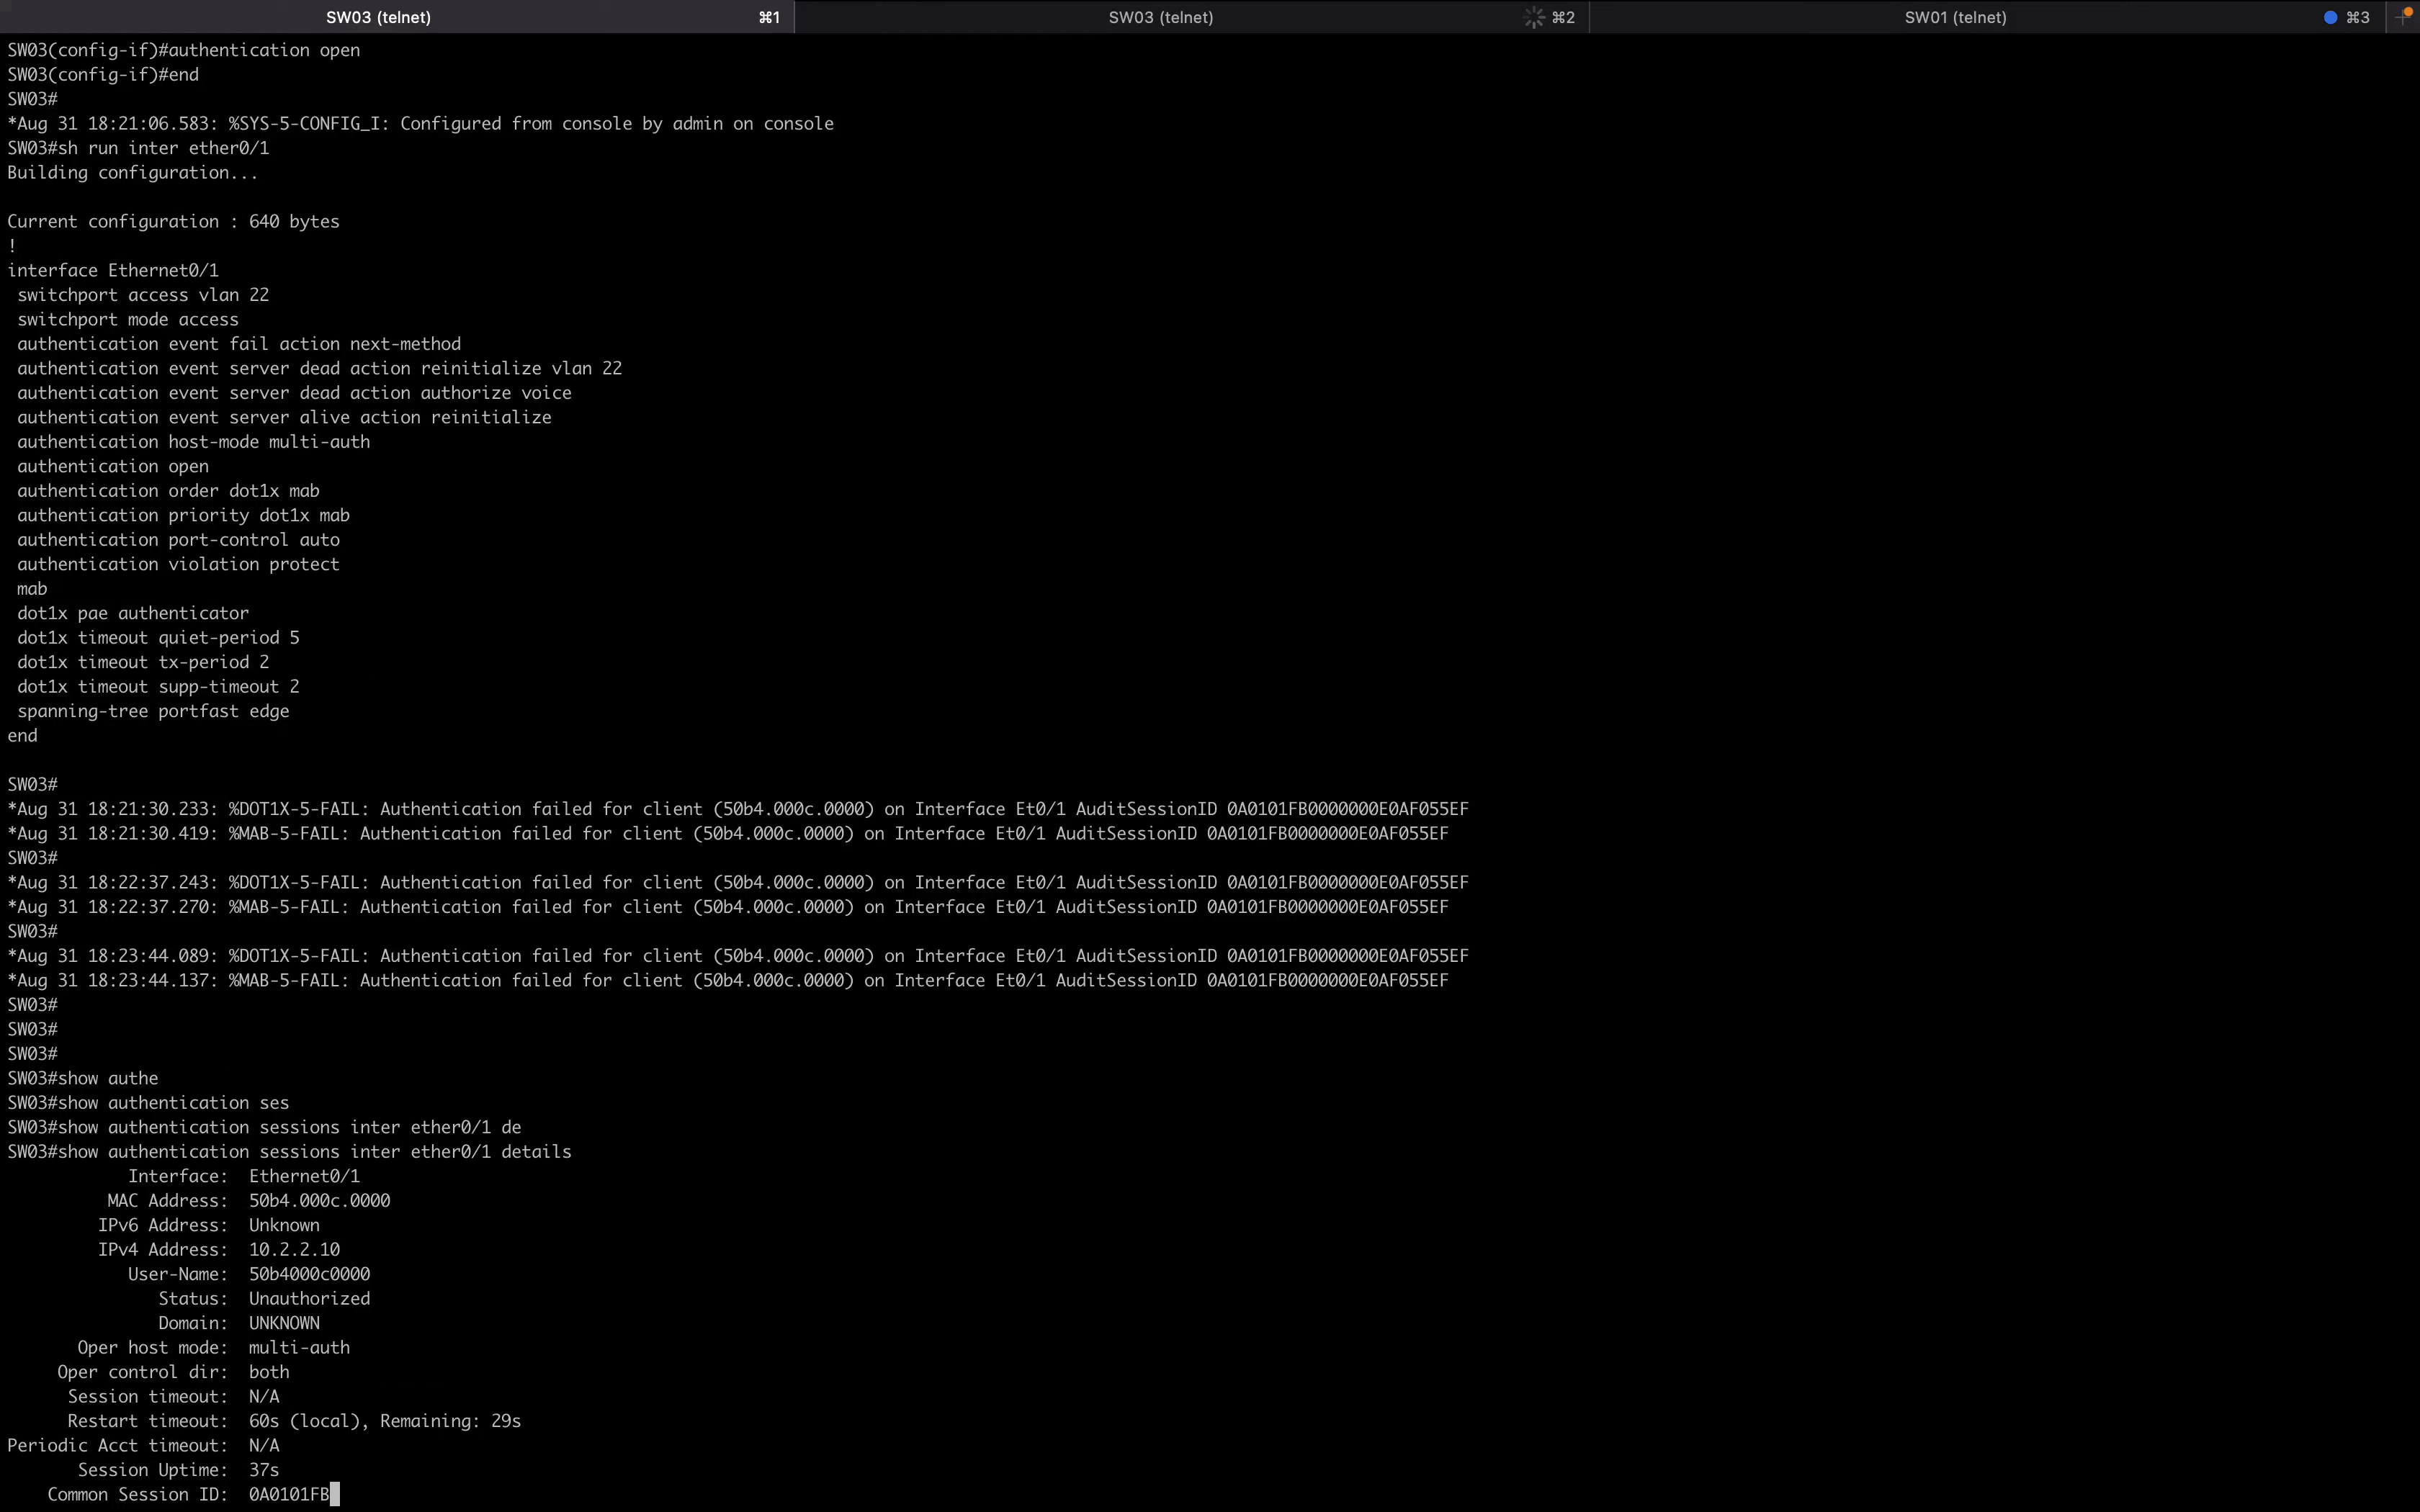 SW03 (telnet) ⌘1 SW03 (telnet) ⌘2 SW01 (telnet) ⌘3
SW03(config-if)#authentication open
SW03(config-if)#end
SW03#
*Aug 31 18:21:06.583: %SYS-5-CONFIG_I: Configured from console by admin on console
SW03#sh run inter ether0/1
Building configuration...
Current configuration : 640 bytes
!
interface Ethernet0/1
switchport access vlan 22
switchport mode access
authentication event fail action next-method
authentication event server dead action reinitialize vlan 22
authentication event server dead action authorize voice
authentication event server alive action reinitialize
authentication host-mode multi-auth
authentication open
authentication order dot1x mab
authentication priority dot1x mab
authentication port-control auto
authentication violation protect
mab
dot1x pae authenticator
dot1x timeout quiet-period 5
dot1x timeout tx-period 2
dot1x timeout supp-timeout 2
spanning-tree portfast edge
end
SW03#
*Aug 31 18:21:30.233: %DOT1X-5-FAIL: Authentication failed for client (50b4.000c.0000) on Interface Et0/1 AuditSessionID 0A0101FB0000000E0AF055EF
*Aug 31 18:21:30.419: %MAB-5-FAIL: Authentication failed for client (50b4.000c.0000) on Interface Et0/1 AuditSessionID 0A0101FB0000000E0AF055EF
SW03#
*Aug 31 18:22:37.243: %DOT1X-5-FAIL: Authentication failed for client (50b4.000c.0000) on Interface Et0/1 AuditSessionID 0A0101FB0000000E0AF055EF
*Aug 31 18:22:37.270: %MAB-5-FAIL: Authentication failed for client (50b4.000c.0000) on Interface Et0/1 AuditSessionID 0A0101FB0000000E0AF055EF
SW03#
*Aug 31 18:23:44.089: %DOT1X-5-FAIL: Authentication failed for client (50b4.000c.0000) on Interface Et0/1 AuditSessionID 0A0101FB0000000E0AF055EF
*Aug 31 18:23:44.137: %MAB-5-FAIL: Authentication failed for client (50b4.000c.0000) on Interface Et0/1 AuditSessionID 0A0101FB0000000E0AF055EF
SW03#
SW03#
SW03#
SW03#show authe
SW03#show authentication ses
SW03#show authentication sessions inter ether0/1 de
SW03#show authentication sessions inter ether0/1 details
Interface: Ethernet0/1
MAC Address: 50b4.000c.0000
IPv6 Address: Unknown
IPv4 Address: 10.2.2.10
User-Name: 50b4000c0000
Status: Unauthorized
Domain: UNKNOWN
Oper host mode: multi-auth
Oper control dir: both
Session timeout: N/A
Restart timeout: 60s (local), Remaining: 29s
Periodic Acct timeout: N/A
Session Uptime: 37s
Common Session ID: 0A0101FB